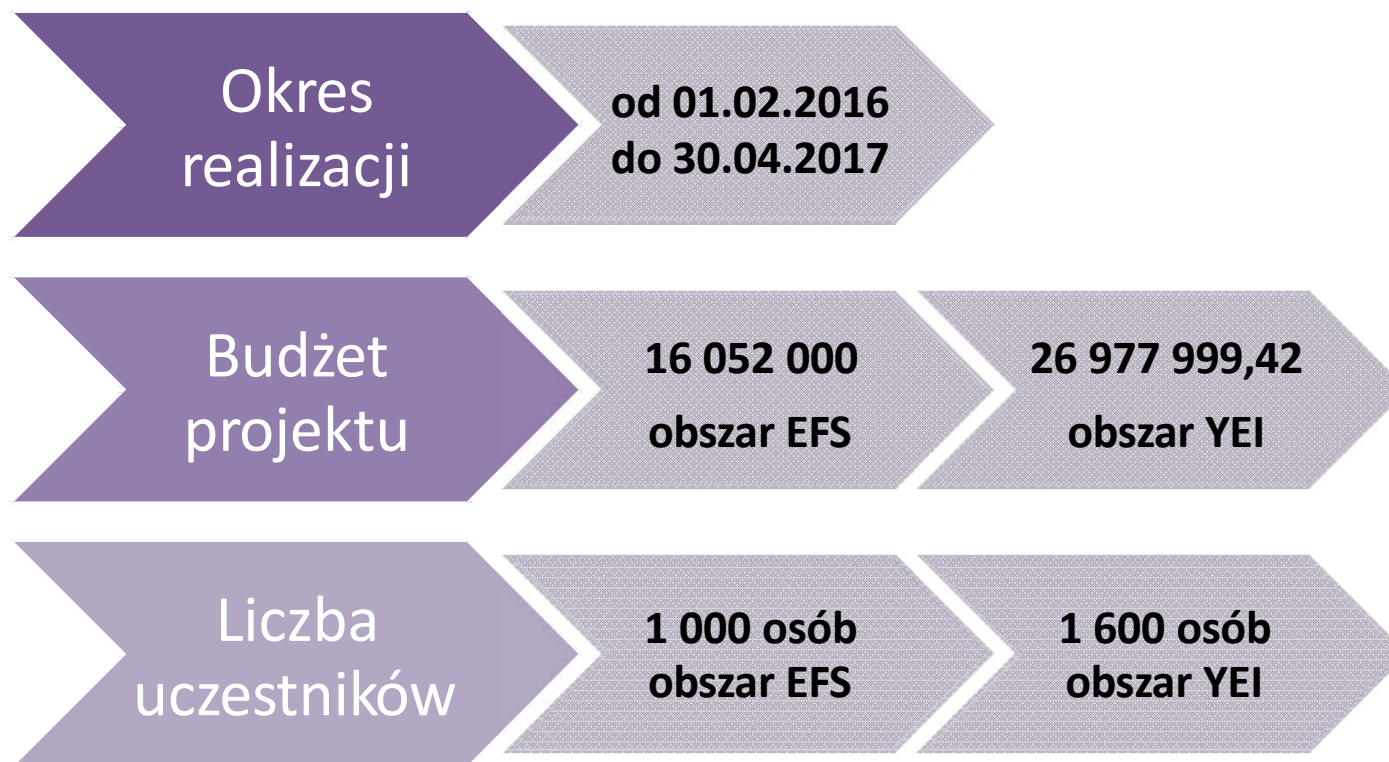 Okres
realizacji
od 01.02.2016
do 30.04.2017
Budżet
projektu
16 052 000
obszar EFS
26 977 999,42
obszar YEI
Liczba
uczestników
1 000 osób
obszar EFS
1 600 osób
obszar YEI